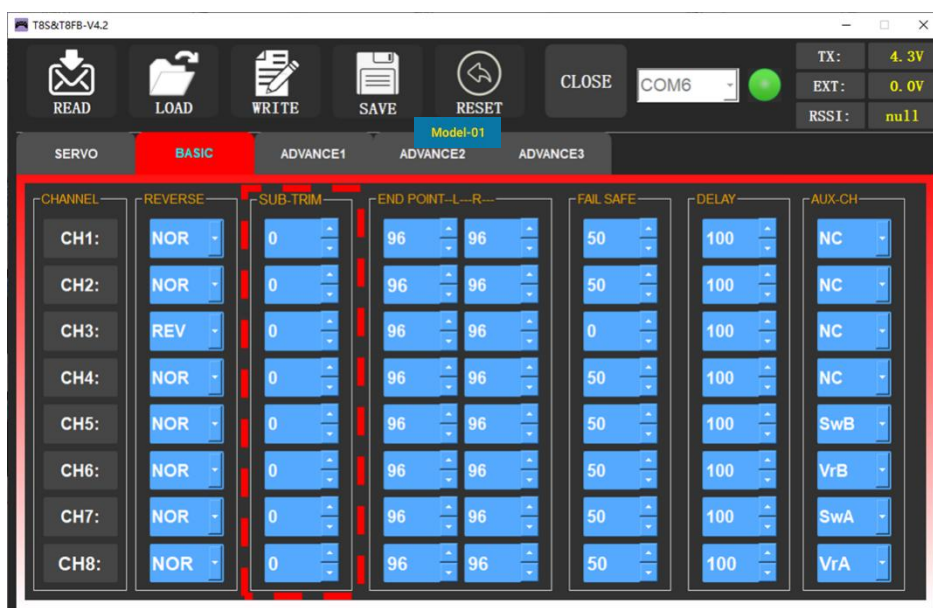 T8S&T8FB-V4.2
READ LOAD WRITE SAVE RESET CLOSE COM6
TX: 4.3V
EXT: 0.0V
RSSI: null
Model-01
SERVO BASIC ADVANCE1 ADVANCE2 ADVANCE3
CHANNEL REVERSE SUB-TRIM END POINT--L---R--- FAIL SAFE DELAY AUX-CH
CH1: NOR 0 96 96 50 100 NC
CH2: NOR 0 96 96 50 100 NC
CH3: REV 0 96 96 0 100 NC
CH4: NOR 0 96 96 50 100 NC
CH5: NOR 0 96 96 50 100 SwB
CH6: NOR 0 96 96 50 100 VrB
CH7: NOR 0 96 96 50 100 SwA
CH8: NOR 0 96 96 50 100 VrA